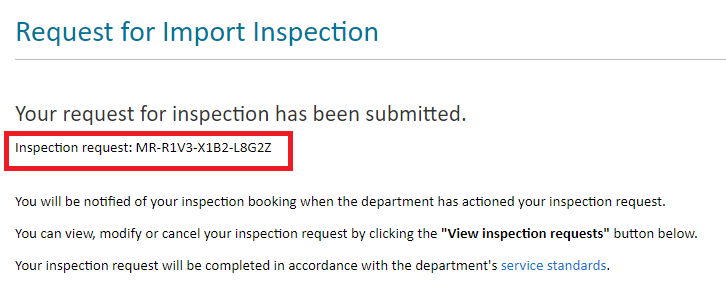 Request for Import Inspection
Your request for inspection has been submitted.
Inspection request: MR-R1V3-X1B2-L8G2Z
You will be notified of your inspection booking when the department has actioned your inspection request.
You can view, modify or cancel your inspection request by clicking the "View inspection requests" button below.
Your inspection request will be completed in accordance with the department's service standards.